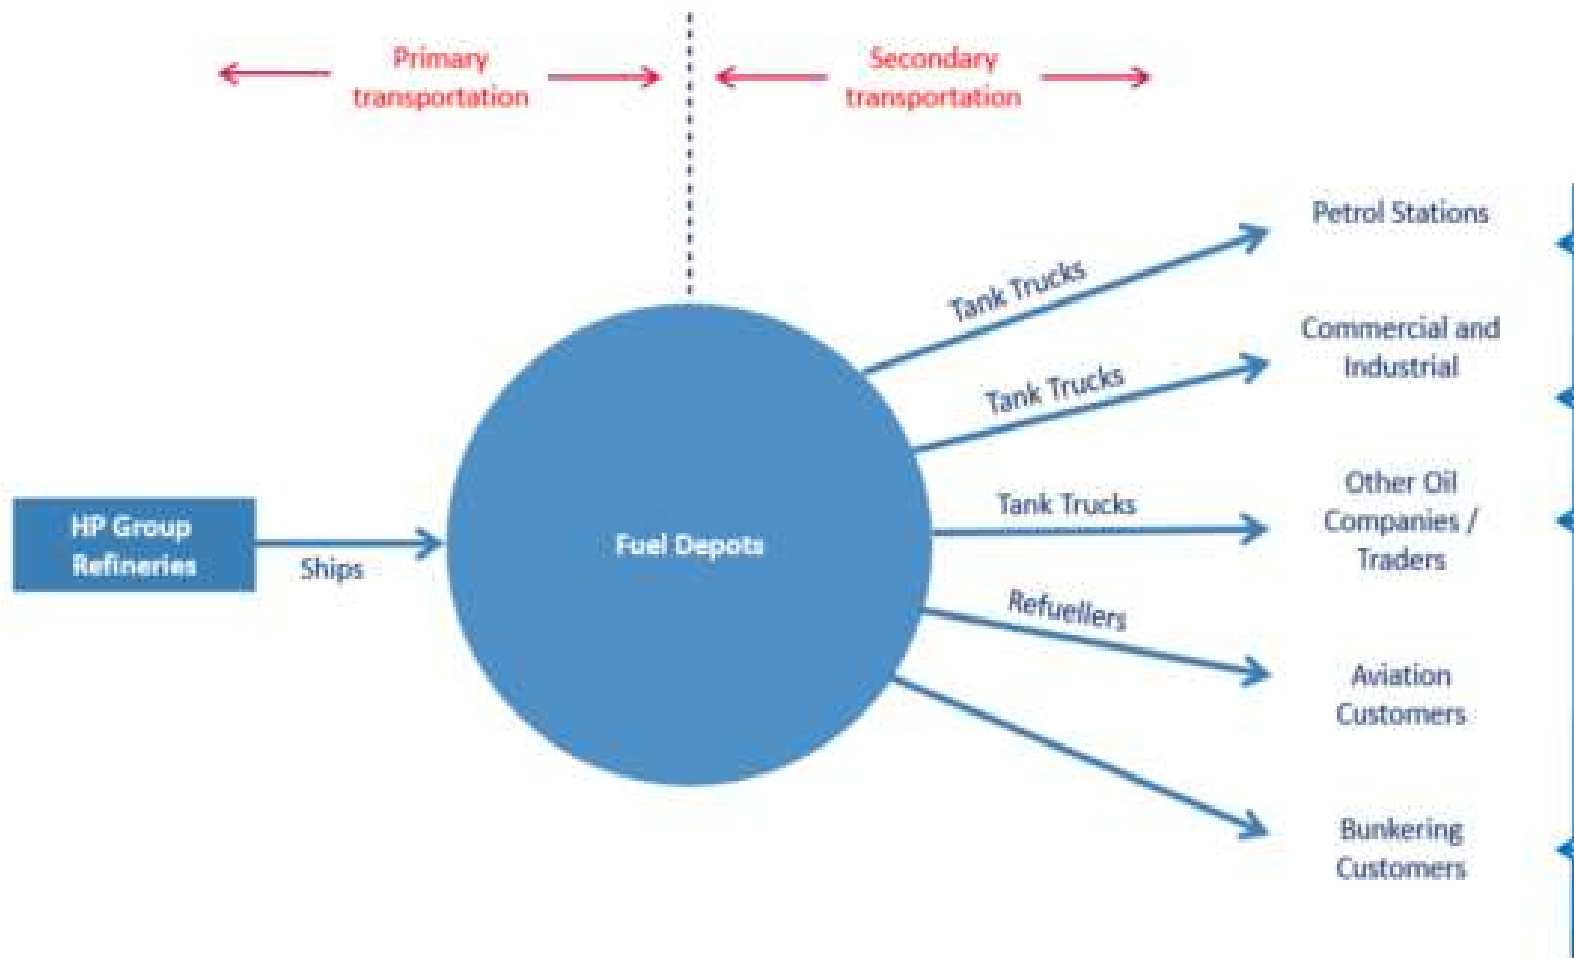 Primary
transportation
Secondary
transportation
Petrol Stations
Tank Trucks
Commercial and
Industrial
Tank Trucks
Other Oil
Companies /
Traders
Tank Trucks
HP Group
Refineries
Ships
Fuel Depots
Refuellers
Aviation
Customers
Bunkering
Customers